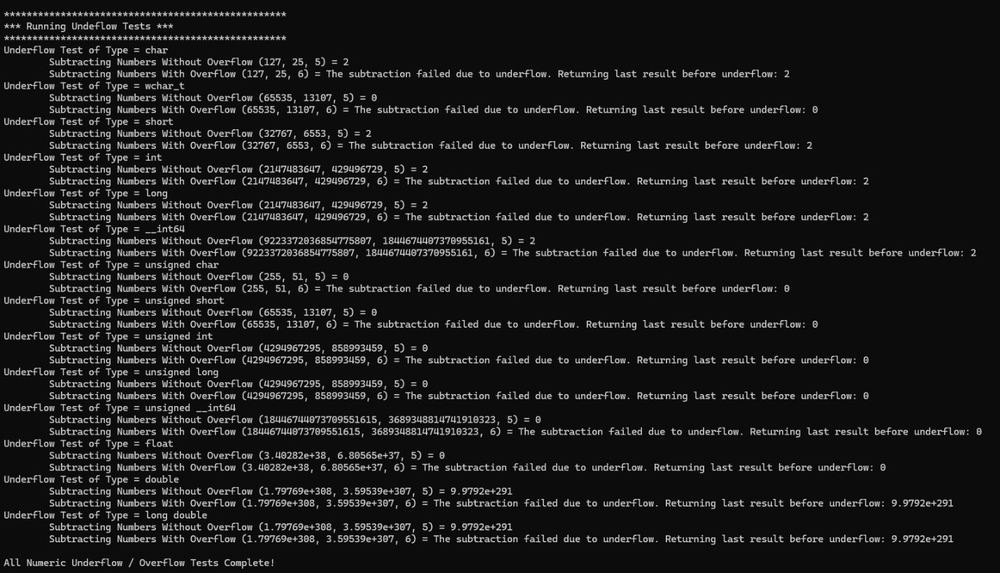 **************************************************
*** Running Undeflow Tests ***
**************************************************
Underflow Test of Type = char
Subtracting Numbers Without Overflow (127, 25, 5) = 2
Subtracting Numbers With Overflow (127, 25, 6) = The subtraction failed due to underflow. Returning last result before underflow: 2
Underflow Test of Type = wchar_t
Subtracting Numbers Without Overflow (65535, 13107, 5) = 0
Subtracting Numbers With Overflow (65535, 13107, 6) = The subtraction failed due to underflow. Returning last result before underflow: 0
Underflow Test of Type = short
Subtracting Numbers Without Overflow (32767, 6553, 5) = 2
Subtracting Numbers With Overflow (32767, 6553, 6) = The subtraction failed due to underflow. Returning last result before underflow: 2
Underflow Test of Type = int
Subtracting Numbers Without Overflow (2147483647, 429496729, 5) = 2
Subtracting Numbers With Overflow (2147483647, 429496729, 6) = The subtraction failed due to underflow. Returning last result before underflow: 2
Underflow Test of Type = long
Subtracting Numbers Without Overflow (2147483647, 429496729, 5) = 2
Subtracting Numbers With Overflow (2147483647, 429496729, 6) = The subtraction failed due to underflow. Returning last result before underflow: 2
Underflow Test of Type = __int64
Subtracting Numbers Without Overflow (9223372036854775807, 1844674407370955161, 5) = 2
Subtracting Numbers With Overflow (9223372036854775807, 1844674407370955161, 6) = The subtraction failed due to underflow. Returning last result before underflow: 2
Underflow Test of Type = unsigned char
Subtracting Numbers Without Overflow (255, 51, 5) = 0
Subtracting Numbers With Overflow (255, 51, 6) = The subtraction failed due to underflow. Returning last result before underflow: 0
Underflow Test of Type = unsigned short
Subtracting Numbers Without Overflow (65535, 13107, 5) = 0
Subtracting Numbers With Overflow (65535, 13107, 6) = The subtraction failed due to underflow. Returning last result before underflow: 0
Underflow Test of Type = unsigned int
Subtracting Numbers Without Overflow (4294967295, 858993459, 5) = 0
Subtracting Numbers With Overflow (4294967295, 858993459, 6) = The subtraction failed due to underflow. Returning last result before underflow: 0
Underflow Test of Type = unsigned long
Subtracting Numbers Without Overflow (4294967295, 858993459, 5) = 0
Subtracting Numbers With Overflow (4294967295, 858993459, 6) = The subtraction failed due to underflow. Returning last result before underflow: 0
Underflow Test of Type = unsigned __int64
Subtracting Numbers Without Overflow (18446744073709551615, 3689348814741910323, 5) = 0
Subtracting Numbers With Overflow (18446744073709551615, 3689348814741910323, 6) = The subtraction failed due to underflow. Returning last result before underflow: 0
Underflow Test of Type = float
Subtracting Numbers Without Overflow (3.40282e+38, 6.80565e+37, 5) = 0
Subtracting Numbers With Overflow (3.40282e+38, 6.80565e+37, 6) = The subtraction failed due to underflow. Returning last result before underflow: 0
Underflow Test of Type = double
Subtracting Numbers Without Overflow (1.79769e+308, 3.59539e+307, 5) = 9.9792e+291
Subtracting Numbers With Overflow (1.79769e+308, 3.59539e+307, 6) = The subtraction failed due to underflow. Returning last result before underflow: 9.9792e+291
Underflow Test of Type = long double
Subtracting Numbers Without Overflow (1.79769e+308, 3.59539e+307, 5) = 9.9792e+291
Subtracting Numbers With Overflow (1.79769e+308, 3.59539e+307, 6) = The subtraction failed due to underflow. Returning last result before underflow: 9.9792e+291
All Numeric Underflow / Overflow Tests Complete!